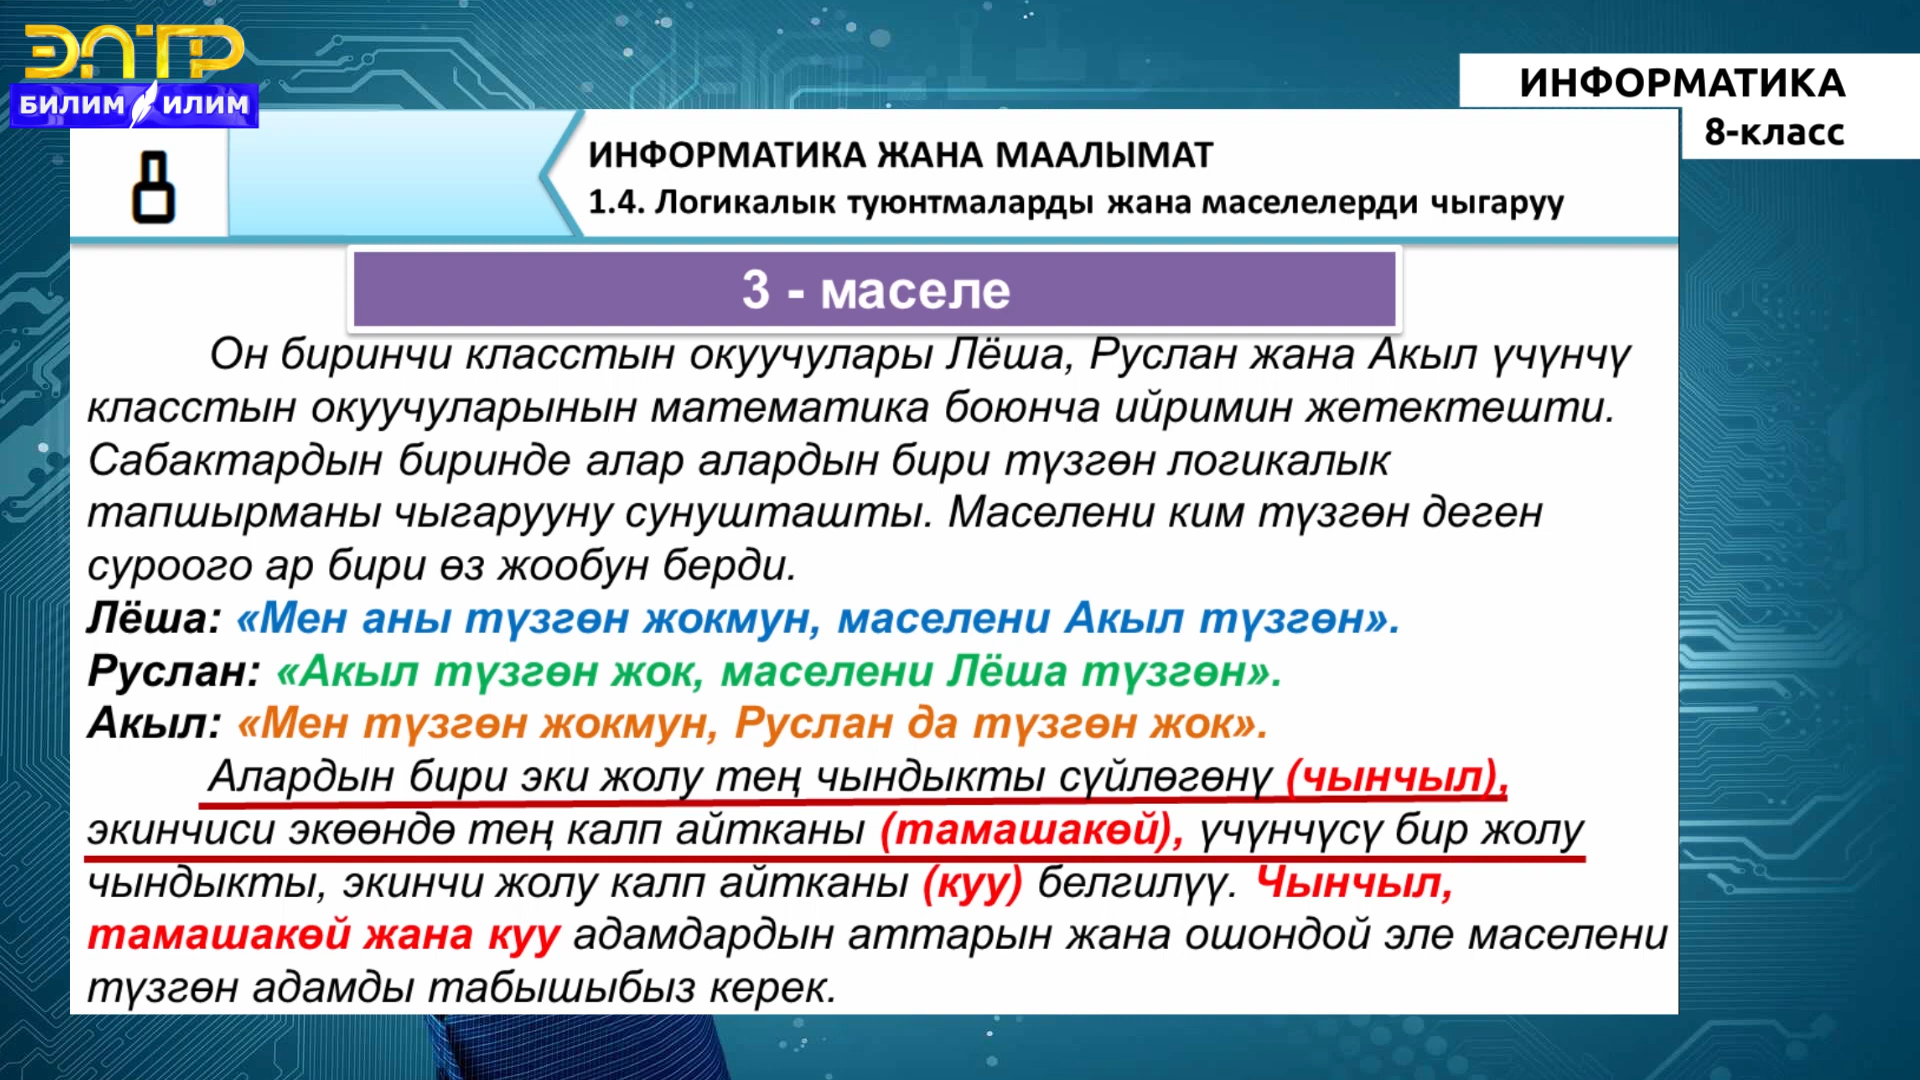 ЭЛТР
БИЛИМ ИЛИМ
ИНФОРМАТИКА
8-класс
8
ИНФОРМАТИКА ЖАНА МААЛЫМАТ
1.4. Логикалык туюнтмаларды жана маселелерди чыгаруу
3 - маселе
Он биринчи класстын окуучулары Лёша, Руслан жана Акыл үчүнчү
класстын окуучуларынын математика боюнча ийримин жетектешти.
Сабактардын биринде алар алардын бири түзгөн логикалык
тапшырманы чыгарууну сунушташты. Маселени ким түзгөн деген
суроого ар бири өз жообун берди.
Лёша: «Мен аны түзгөн жокмун, маселени Акыл түзгөн».
Руслан: «Акыл түзгөн жок, маселени Лёша түзгөн».
Акыл: «Мен түзгөн жокмун, Руслан да түзгөн жок».
Алардын бири эки жолу тең чындыкты сүйлөгөнү (чынчыл),
экинчиси экөөндө тең калп айтканы (тамашакөй), үчүнчүсү бир жолу
чындыкты, экинчи жолу калп айтканы (куу) белгилүү. Чынчыл,
тамашакөй жана куу адамдардын аттарын жана ошондой эле маселени
түзгөн адамды табышыбыз керек.